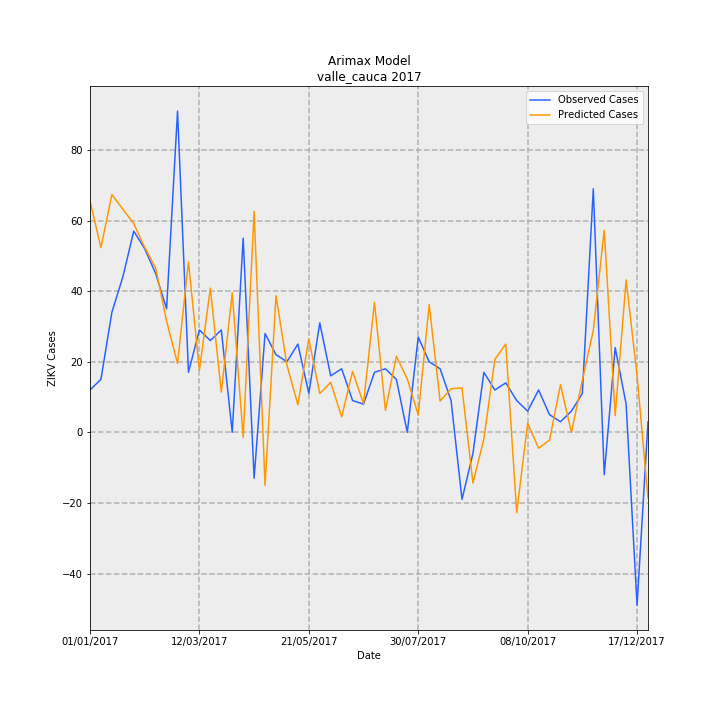 Arimax Model
valle_cauca 2017
Observed Cases
Predicted Cases
ZIKV Cases
80
60
40
20
0
−20
−40
01/01/2017
12/03/2017
21/05/2017
30/07/2017
08/10/2017
17/12/2017
Date